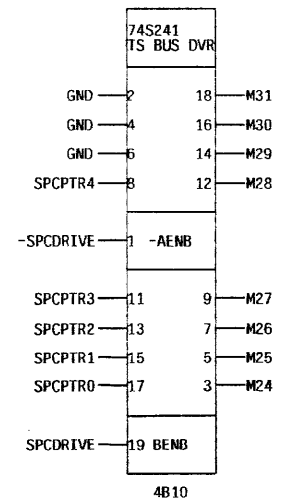 74S241
TS BUS DVR
GND 2 18 M31
GND 4 16 M30
GND 6 14 M29
SPCPTR4 8 12 M28
-SPCDRIVE 1 -AENB
SPCPTR3 11 9 M27
SPCPTR2 13 7 M26
SPCPTR1 15 5 M25
SPCPTR0 17 3 M24
SPCDRIVE 19 BENB
4B10